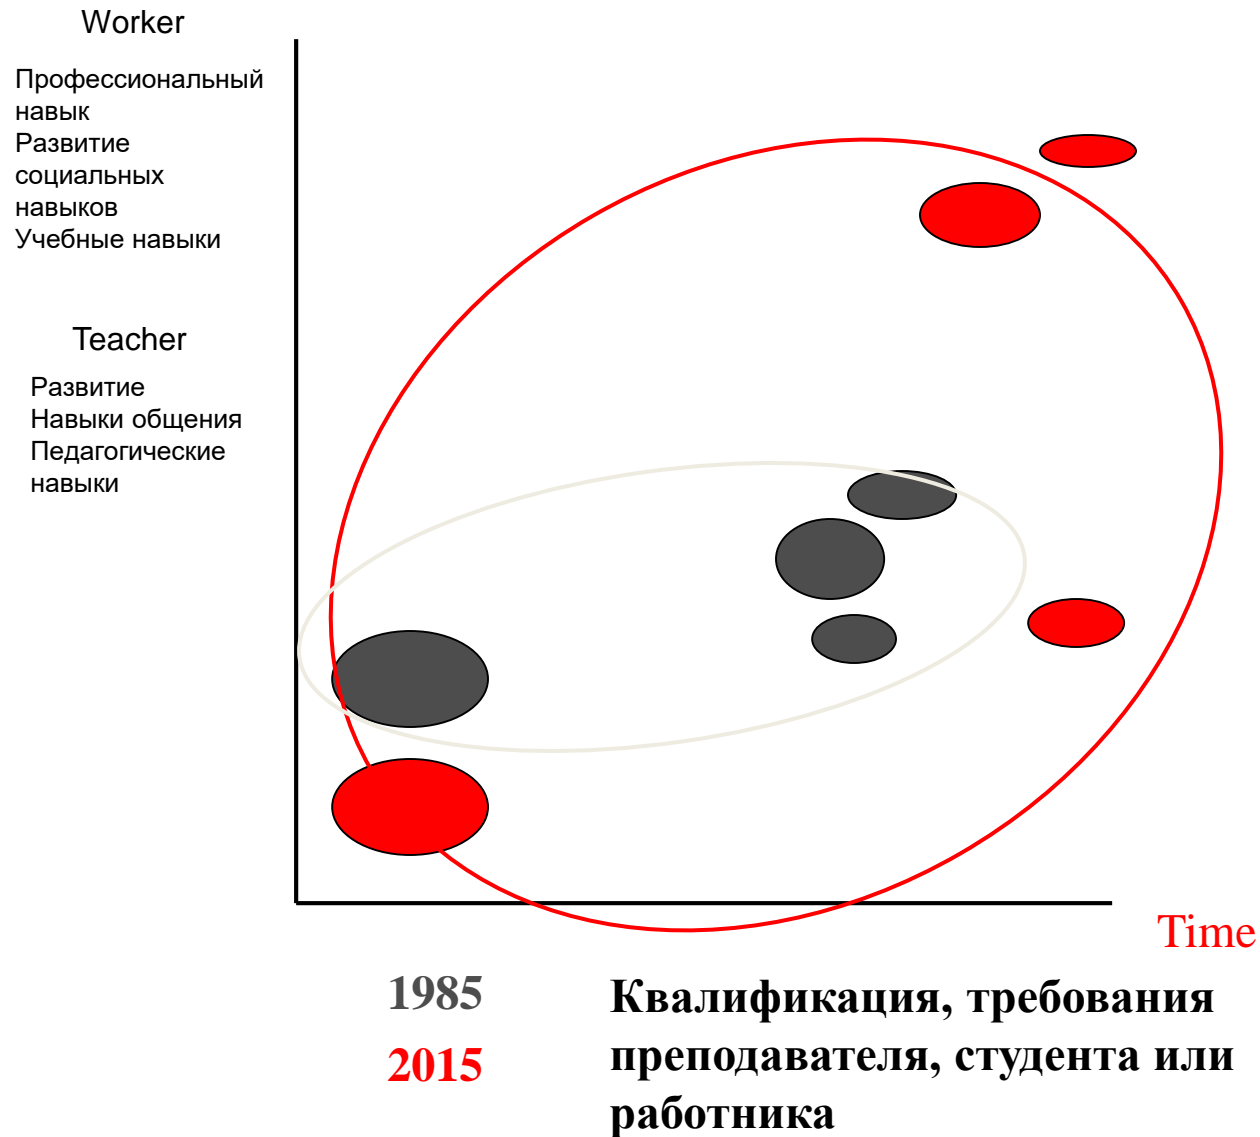 Worker
Профессиональный
навык
Развитие
социальных
навыков
Учебные навыки
Teacher
Развитие
Навыки общения
Педагогические
навыки
Time
1985
2015
Квалификация, требования
преподавателя, студента или
работника